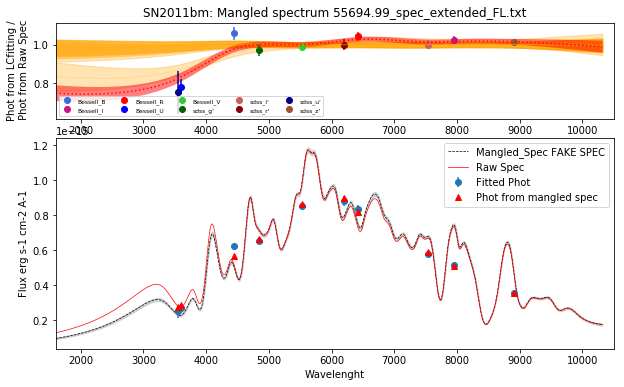 SN2011bm: Mangled spectrum 55694.99_spec_extended_FL.txt
Phot from LCfitting /
Phot from Raw Spec
1.0
0.8
Bessell_B
Bessell_I
Bessell_R
Bessell_U
Bessell_V
sdss_g'
sdss_i'
sdss_r'
sdss_u'
sdss_z'
2000 3000 4000 5000 6000 7000 8000 9000 10000
1e−15
Flux erg s-1 cm-2 A-1
1.2
1.0
0.8
0.6
0.4
0.2
Mangled_Spec FAKE SPEC
Raw Spec
Fitted Phot
Phot from mangled spec
2000 3000 4000 5000 6000 7000 8000 9000 10000
Wavelenght